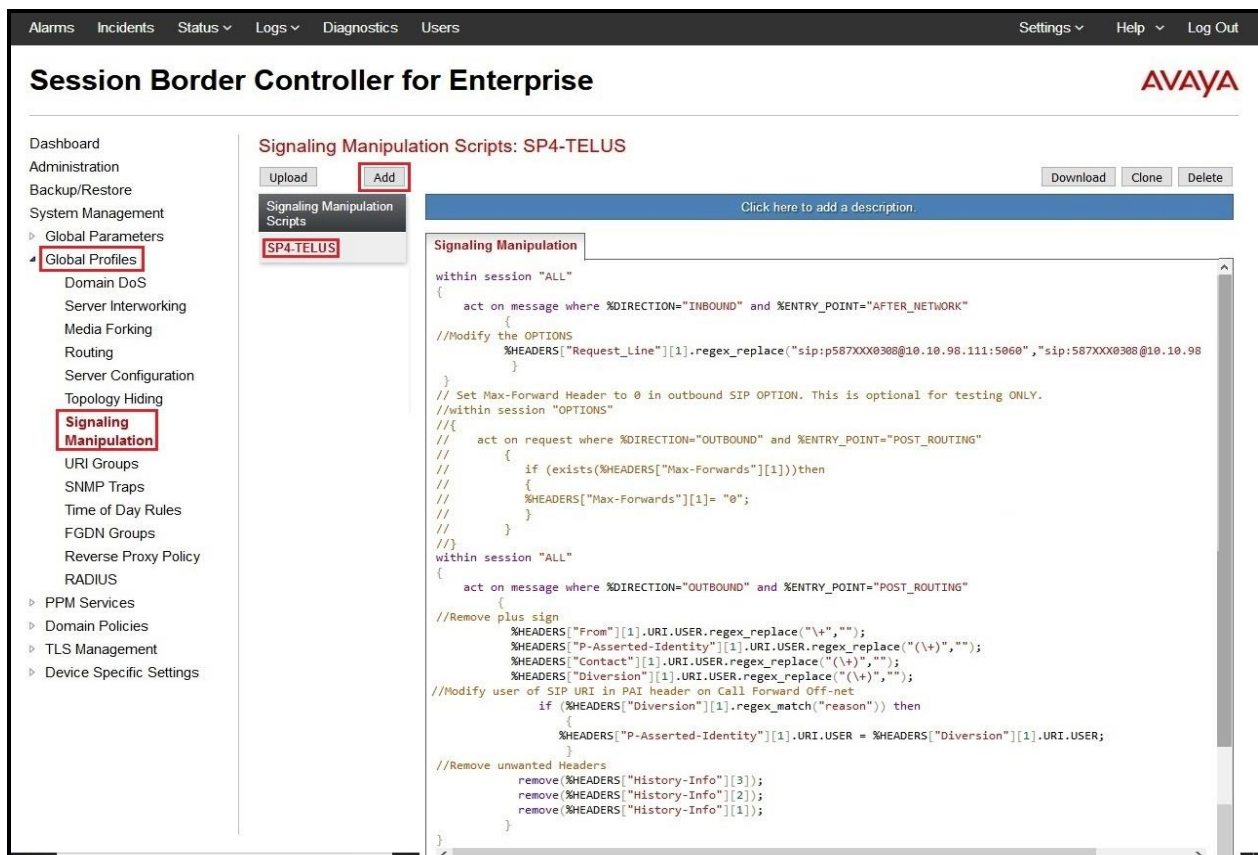 Alarms Incidents Status Logs Diagnostics Users Settings Help Log Out
Session Border Controller for Enterprise
AVAYA
Dashboard
Administration
Backup/Restore
System Management
Global Parameters
Global Profiles
Domain DoS
Server Interworking
Media Forking
Routing
Server Configuration
Topology Hiding
Signaling
Manipulation
URI Groups
SNMP Traps
Time of Day Rules
FGDN Groups
Reverse Proxy Policy
RADIUS
PPM Services
Domain Policies
TLS Management
Device Specific Settings
Signaling Manipulation Scripts: SP4-TELUS
Upload Add Download Clone Delete
Signaling Manipulation
Scripts
SP4-TELUS
Click here to add a description.
Signaling Manipulation
within session "ALL"
{
act on message where %DIRECTION="INBOUND" and %ENTRY_POINT="AFTER_NETWORK"
{
//Modify the OPTIONS
%HEADERS["Request_Line"][1].regex_replace("sip:p587XXX0308@10.10.98.111:5060","sip:587XXX0308@10.10.98
}
}
// Set Max-Forward Header to 0 in outbound SIP OPTION. This is optional for testing ONLY.
//within session "OPTIONS"
//{
// act on request where %DIRECTION="OUTBOUND" and %ENTRY_POINT="POST_ROUTING"
// {
// if (exists(%HEADERS["Max-Forwards"][1]))then
// {
// %HEADERS["Max-Forwards"][1]= "0";
// }
// }
//}
within session "ALL"
{
act on message where %DIRECTION="OUTBOUND" and %ENTRY_POINT="POST_ROUTING"
{
//Remove plus sign
%HEADERS["From"][1].URI.USER.regex_replace("\+","");
%HEADERS["P-Asserted-Identity"][1].URI.USER.regex_replace("(\+)","");
%HEADERS["Contact"][1].URI.USER.regex_replace("(\+)","");
%HEADERS["Diversion"][1].URI.USER.regex_replace("(\+)","");
//Modify user of SIP URI in PAI header on Call Forward Off-net
if (%HEADERS["Diversion"][1].regex_match("reason")) then
{
%HEADERS["P-Asserted-Identity"][1].URI.USER = %HEADERS["Diversion"][1].URI.USER;
}
//Remove unwanted Headers
remove(%HEADERS["History-Info"][3]);
remove(%HEADERS["History-Info"][2]);
remove(%HEADERS["History-Info"][1]);
}
}